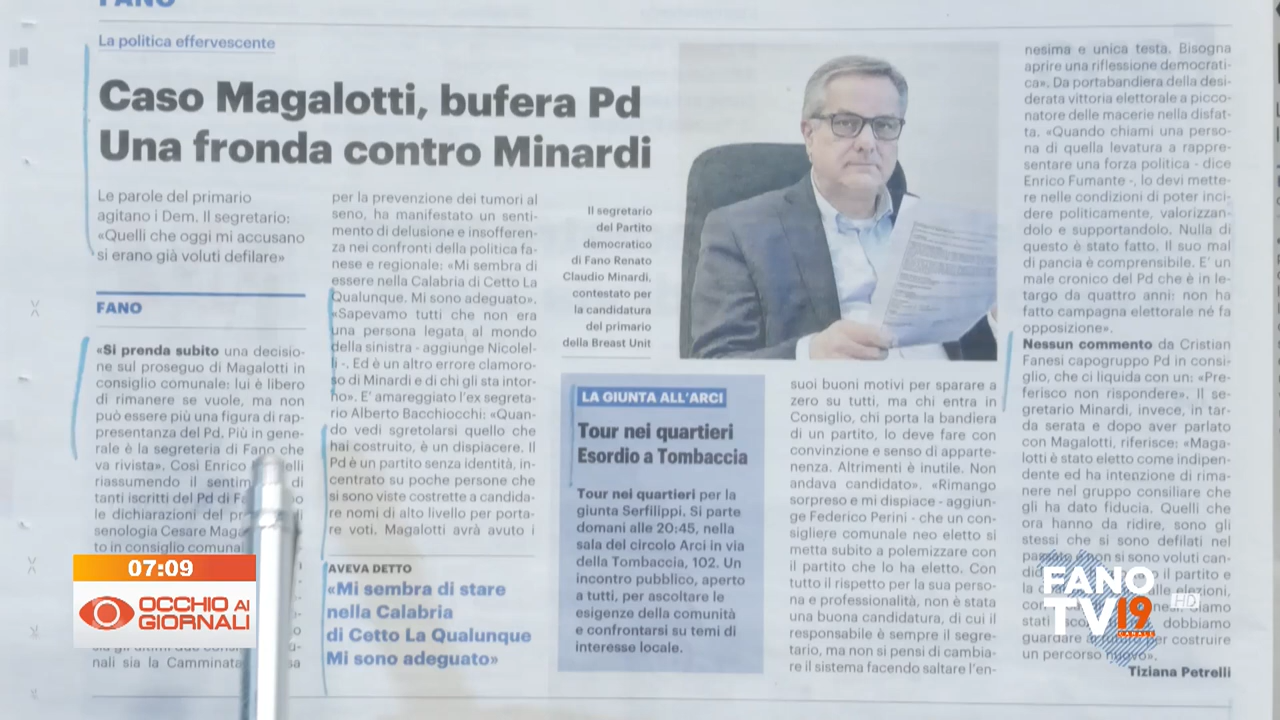 FANO
La politica effervescente
Caso Magalotti, bufera Pd
Una fronda contro Minardi
Le parole del primario
agitano i Dem. Il segretario:
«Quelli che oggi mi accusano
si erano già voluti defilare»
FANO
«Si prenda subito una decisio-
ne sul proseguo di Magalotti in
consiglio comunale: lui è libero
di rimanere se vuole, ma non
può essere più una figura di rap-
presentanza del Pd. Più in gene-
rale è la segreteria di Fano che
va rivista». Così Enrico
riassumendo il di
tanti iscritti del Pd di
le dichiarazioni del
senologia Cesare
to in consiglio
nali sia la Camminata
per la prevenzione dei tumori al
seno, ha manifestato un senti-
mento di delusione e insofferen-
za nei confronti della politica fa-
nese e regionale: «Mi sembra di
essere nella Calabria di Cetto La
Qualunque. Mi sono adeguato».
«Sapevamo tutti che non era
una persona legata al mondo
della sinistra - aggiunge Nicolel-
li -. Ed è un altro errore clamoro-
so di Minardi e di chi gli sta intor-
no». E' amareggiato l'ex segreta-
rio Alberto Bacchiocchi: «Quan-
do vedi sgretolarsi quello che
hai costruito, è un dispiacere. Il
Pd è un partito senza identità, in-
centrato su poche persone che
si sono viste costrette a candida-
re nomi di alto livello per porta-
re voti. Magalotti avrà avuto i
AVEVA DETTO
«Mi sembra di stare
nella Calabria
di Cetto La Qualunque
Mi sono adeguato»
Il segretario
del Partito
democratico
di Fano Renato
Claudio Minardi,
contestato per
la candidatura
del primario
della Breast Unit
LA GIUNTA ALL'ARCI
Tour nei quartieri
Esordio a Tombaccia
Tour nei quartieri per la
giunta Serfilippi. Si parte
domani alle 20:45, nella
sala del circolo Arci in via
della Tombaccia, 102. Un
incontro pubblico, aperto
a tutti, per ascoltare le
esigenze della comunità
e confrontarsi su temi di
interesse locale.
suoi buoni motivi per sparare a
zero su tutti, ma chi entra in
Consiglio, chi porta la bandiera
di un partito, lo deve fare con
convinzione e senso di apparte-
nenza. Altrimenti è inutile. Non
andava candidato». «Rimango
sorpreso e mi dispiace - aggiun-
ge Federico Perini - che un con-
sigliere comunale neo eletto si
metta subito a polemizzare con
il partito che lo ha eletto. Con
tutto il rispetto per la sua perso-
na e professionalità, non è stata
una buona candidatura, di cui il
responsabile è sempre il segre-
tario, ma non si pensi di cambia-
re il sistema facendo saltare l'en-
nesima e unica testa. Bisogna
aprire una riflessione democrati-
ca». Da portabandiera della desi-
derata vittoria elettorale a picco-
natore delle macerie nella disfat-
ta. «Quando chiami una perso-
na di quella levatura a rappre-
sentare una forza politica - dice
Enrico Fumante -, lo devi mette-
re nelle condizioni di poter inci-
dere politicamente, valorizzan-
dolo e supportandolo. Nulla di
questo è stato fatto. Il suo mal
di pancia è comprensibile. E' un
male cronico del Pd che è in le-
targo da quattro anni: non ha
fatto campagna elettorale né fa
opposizione».
Nessun commento da Cristian
Fanesi capogruppo Pd in consi-
glio, che ci liquida con un: «Pre-
ferisco non rispondere». Il se-
gretario Minardi, invece, in tar-
da serata e dopo aver parlato
con Magalotti, riferisce: «Maga-
lotti è stato eletto come indipen-
dente ed ha intenzione di rima-
nere nel gruppo consiliare che
gli ha dato fiducia. Quelli che
ora hanno da ridire, sono gli
stessi che si sono defilati nel
non si sono voluti can-
il partito e
dobbiamo
guardare per costruire
un percorso nuovo».
Tiziana Petrelli
07:09
OCCHIO AI
GIORNALI
FANO
TV 19
CANALE
HD